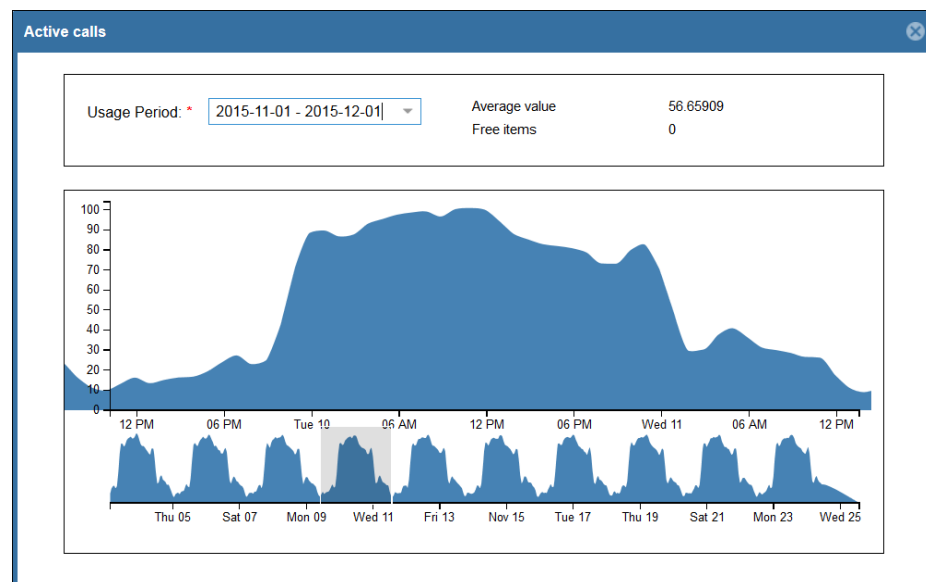 Active calls
Usage Period: * 2015-11-01 - 2015-12-01
Average value 56.65909
Free items 0
100
90
80
70
60
50
40
30
20
10
0
12 PM 06 PM Tue 10 06 AM 12 PM 06 PM Wed 11 06 AM 12 PM
Thu 05 Sat 07 Mon 09 Wed 11 Fri 13 Nov 15 Tue 17 Thu 19 Sat 21 Mon 23 Wed 25